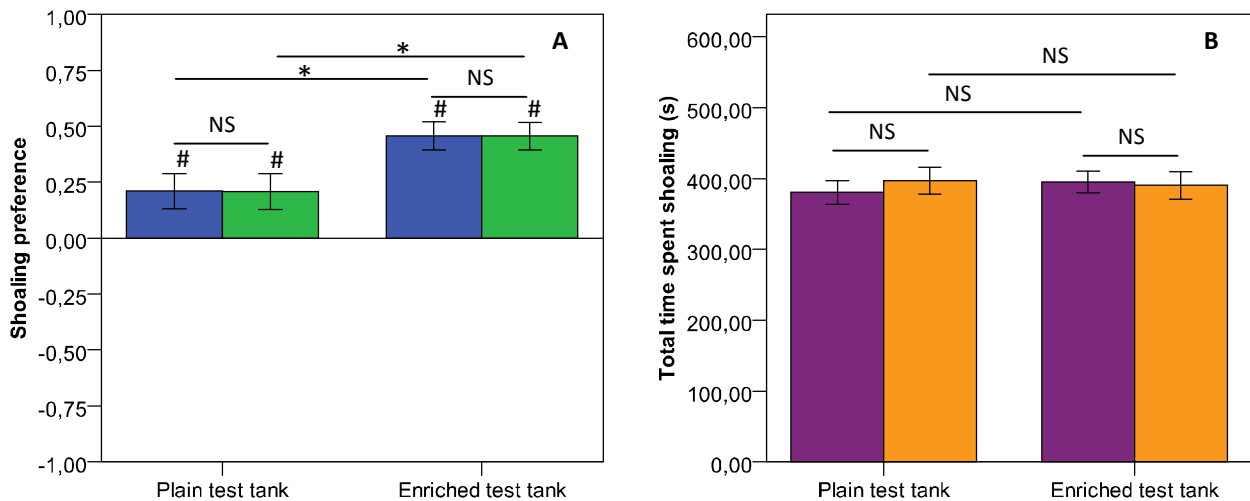 Shoaling preference
1,00
0,75
0,50
0,25
0,00
-0,25
-0,50
-0,75
-1,00
A
*
*
NS
NS
# #
# #
Plain test tank
Enriched test tank
Total time spent shoaling (s)
600,00
500,00
400,00
300,00
200,00
100,00
0,00
B
NS
NS
NS
NS
Plain test tank
Enriched test tank